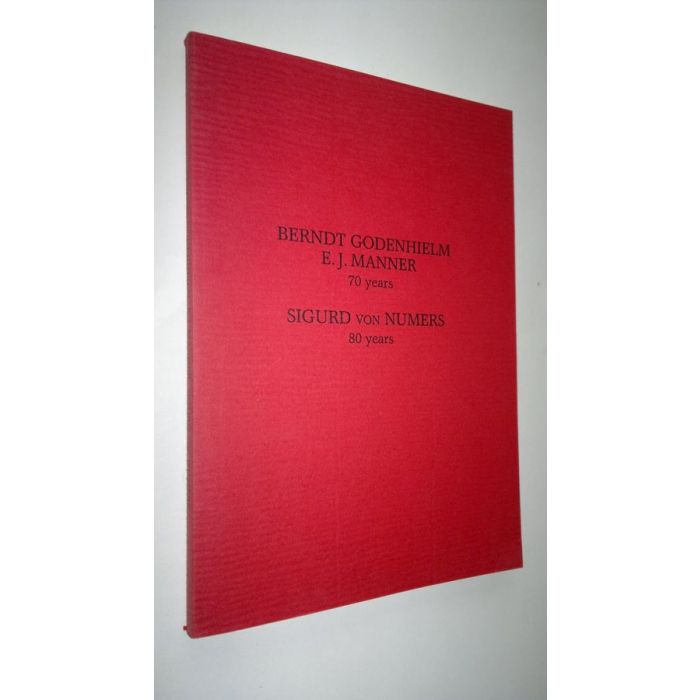 BERNDT GODENHIELM
E. J. MANNER
70 years
SIGURD VON NUMERS
80 years